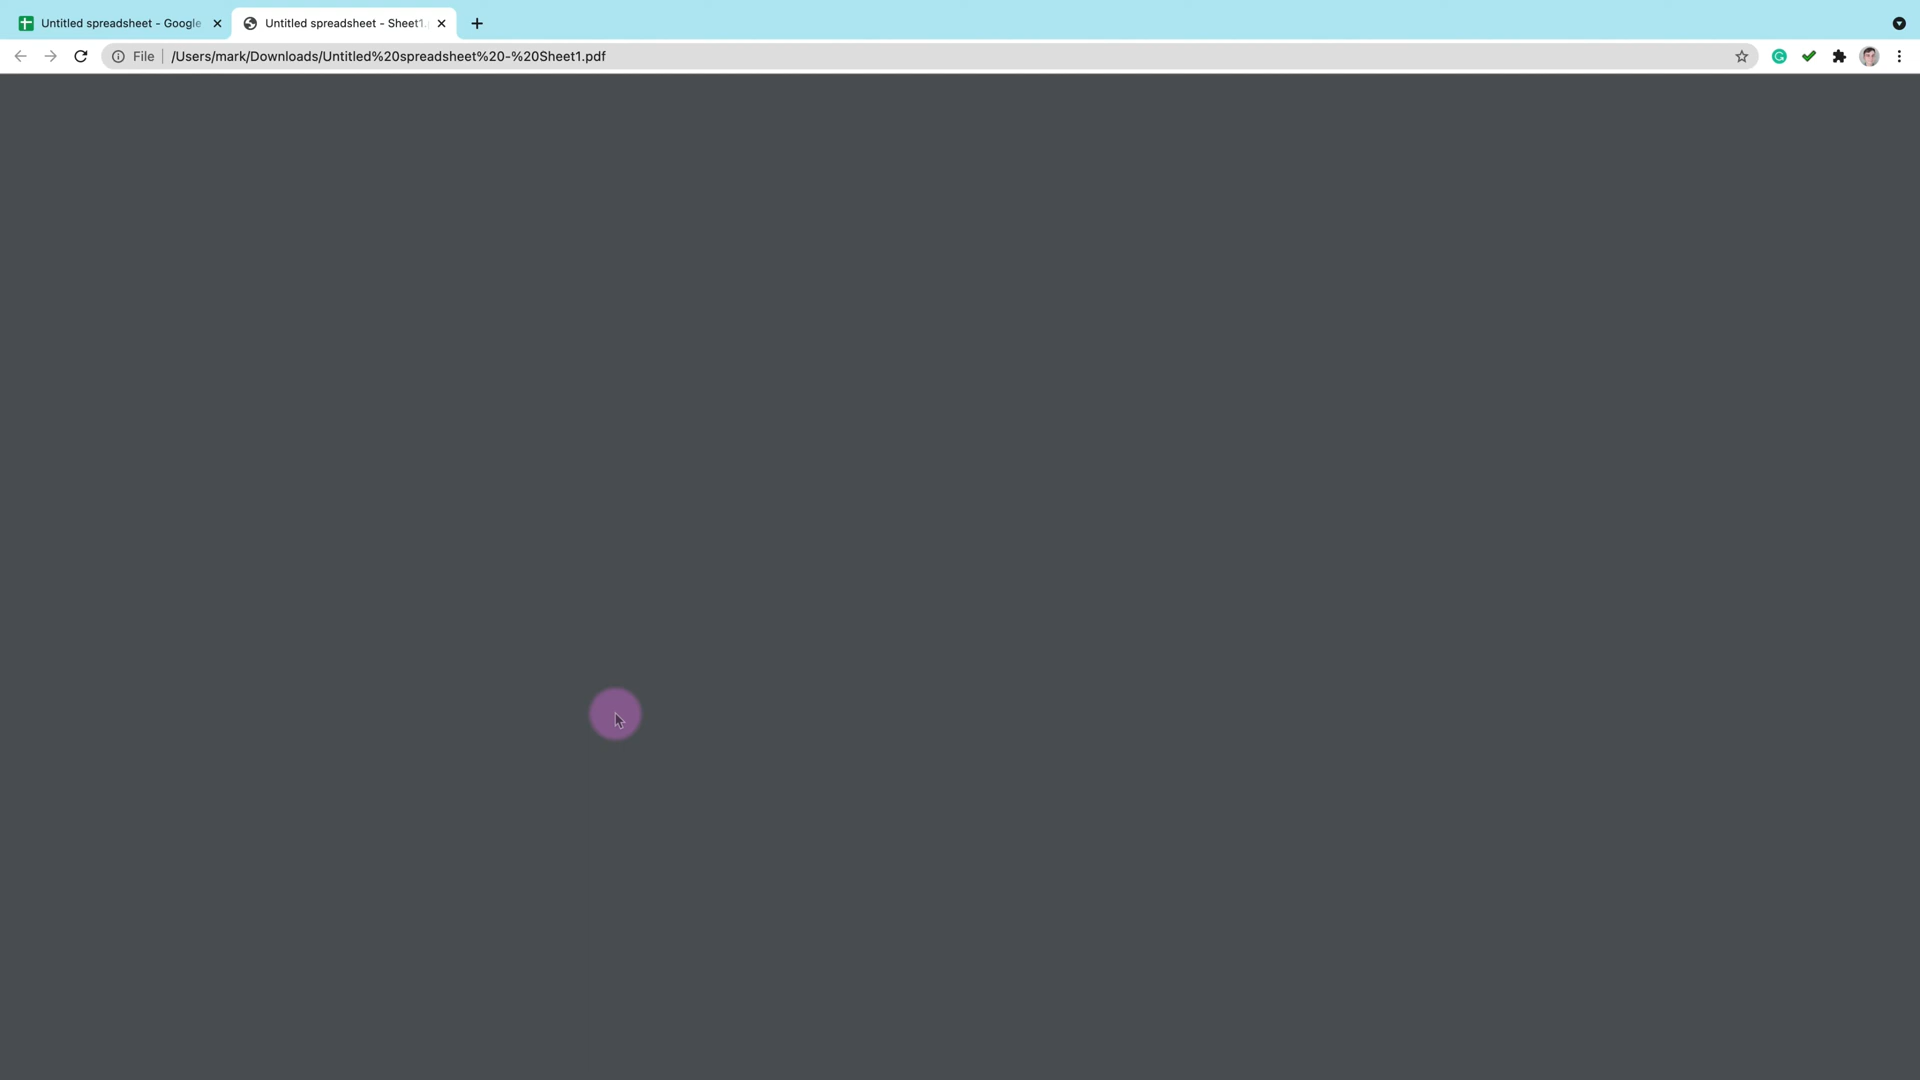 Untitled spreadsheet - Google
Untitled spreadsheet - Sheet1.
File
/Users/mark/Downloads/Untitled%20spreadsheet%20-%20Sheet1.pdf